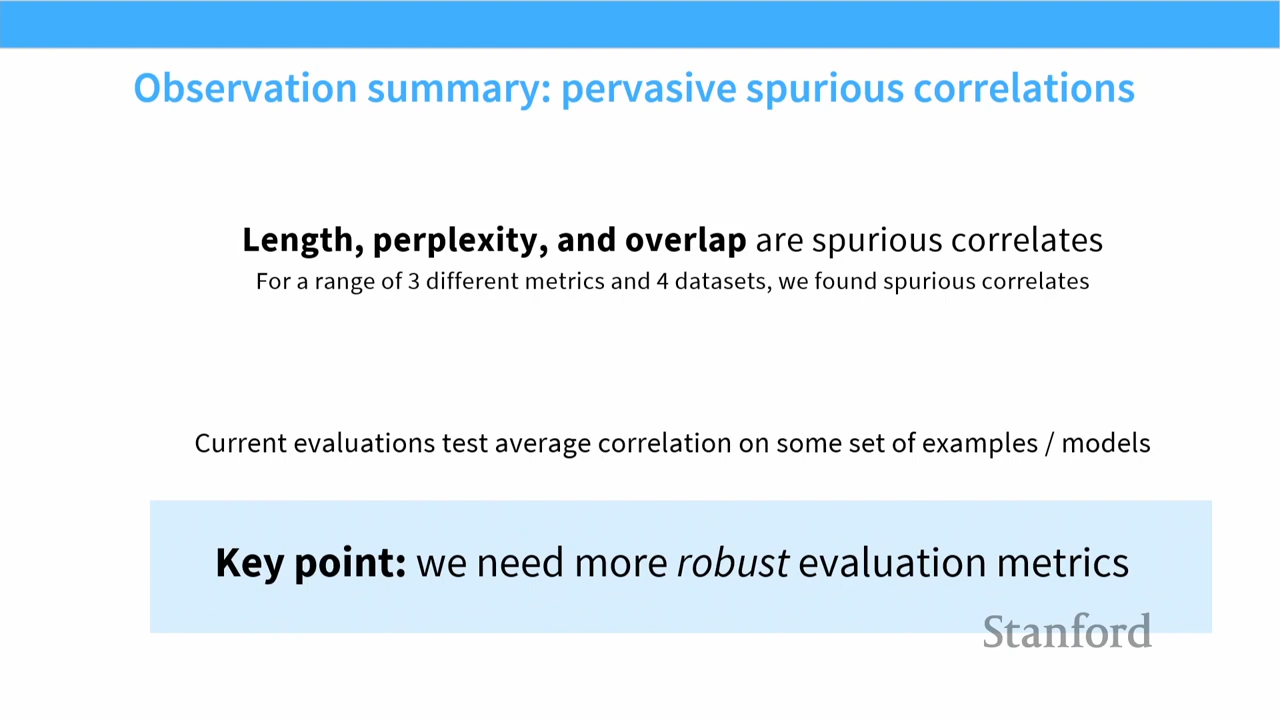 Observation summary: pervasive spurious correlations
Length, perplexity, and overlap are spurious correlates
For a range of 3 different metrics and 4 datasets, we found spurious correlates
Current evaluations test average correlation on some set of examples / models
Key point: we need more robust evaluation metrics
Stanford